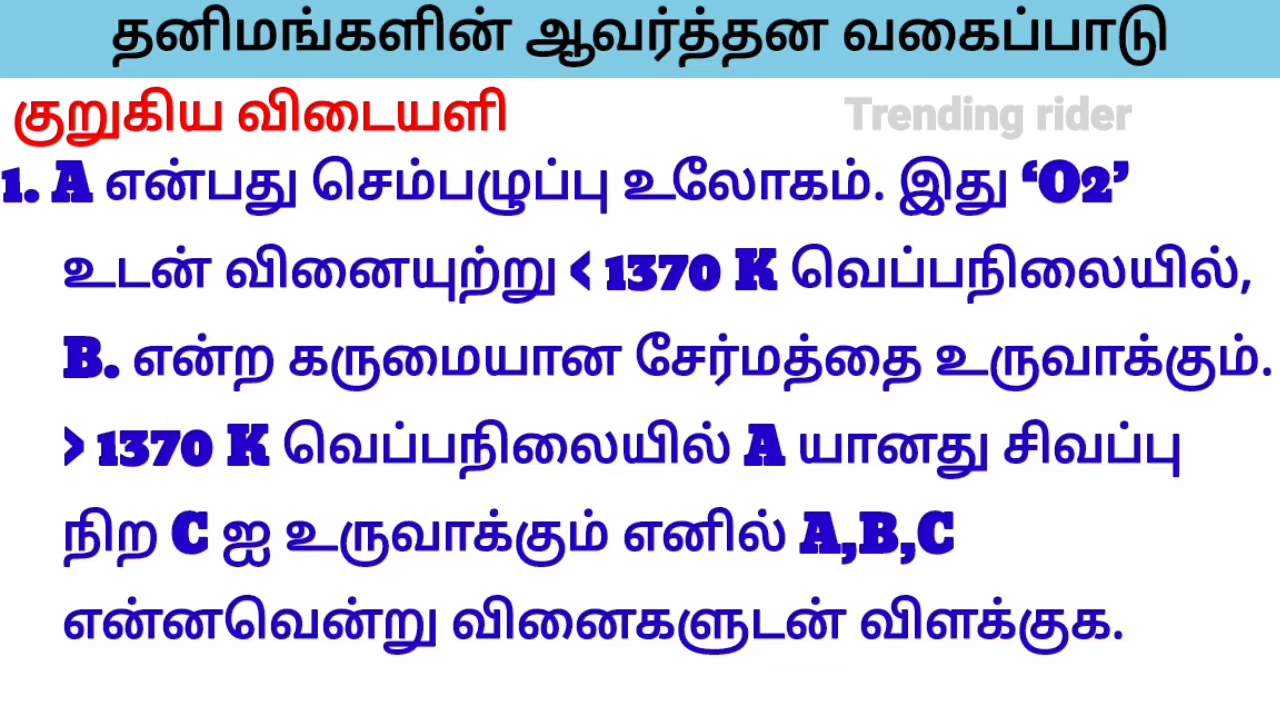 தனிமங்களின் ஆவர்த்தன வகைப்பாடு
குறுகிய விடையளி
Trending rider
1. A என்பது செம்பழுப்பு உலோகம். இது ‘O2’
உடன் வினையுற்று < 1370 K வெப்பநிலையில்,
B. என்ற கருமையான சேர்மத்தை உருவாக்கும்.
> 1370 K வெப்பநிலையில் A யானது சிவப்பு
நிற C ஐ உருவாக்கும் எனில் A,B,C
என்னவென்று வினைகளுடன் விளக்குக.